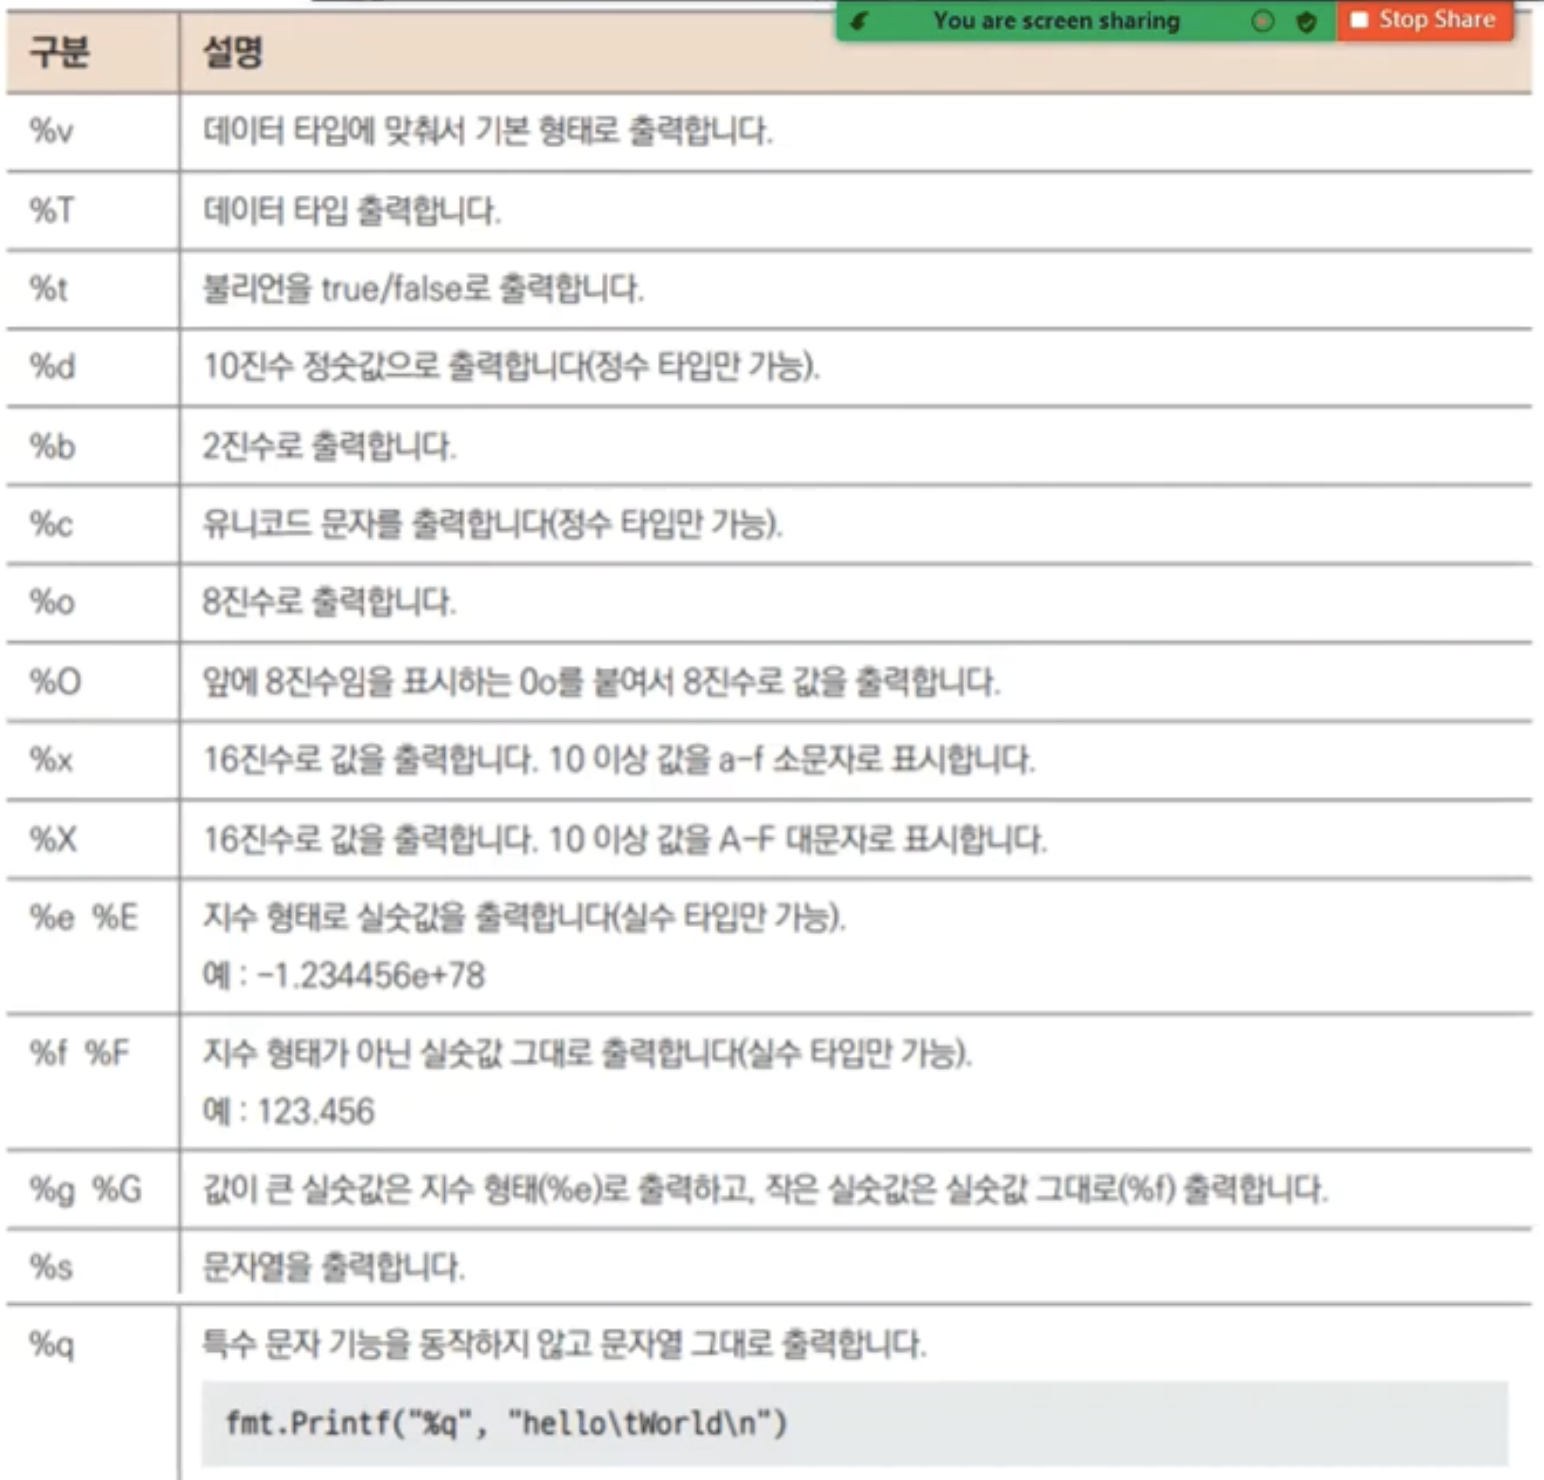 You are screen sharing Stop Share
구분 설명
%v 데이터 타입에 맞춰서 기본 형태로 출력합니다.
%T 데이터 타입 출력합니다.
%t 불리언을 true/false로 출력합니다.
%d 10진수 정숫값으로 출력합니다(정수 타입만 가능).
%b 2진수로 출력합니다.
%c 유니코드 문자를 출력합니다(정수 타입만 가능).
%o 8진수로 출력합니다.
%O 앞에 8진수임을 표시하는 0o를 붙여서 8진수로 값을 출력합니다.
%x 16진수로 값을 출력합니다. 10 이상 값을 a-f 소문자로 표시합니다.
%X 16진수로 값을 출력합니다. 10 이상 값을 A-F 대문자로 표시합니다.
%e %E 지수 형태로 실숫값을 출력합니다(실수 타입만 가능).
예 : -1.234456e+78
%f %F 지수 형태가 아닌 실숫값 그대로 출력합니다(실수 타입만 가능).
예 : 123.456
%g %G 값이 큰 실숫값은 지수 형태(%e)로 출력하고, 작은 실숫값은 실숫값 그대로(%f) 출력합니다.
%s 문자열을 출력합니다.
%q 특수 문자 기능을 동작하지 않고 문자열 그대로 출력합니다.
fmt.Printf("%q", "hello\tWorld\n")